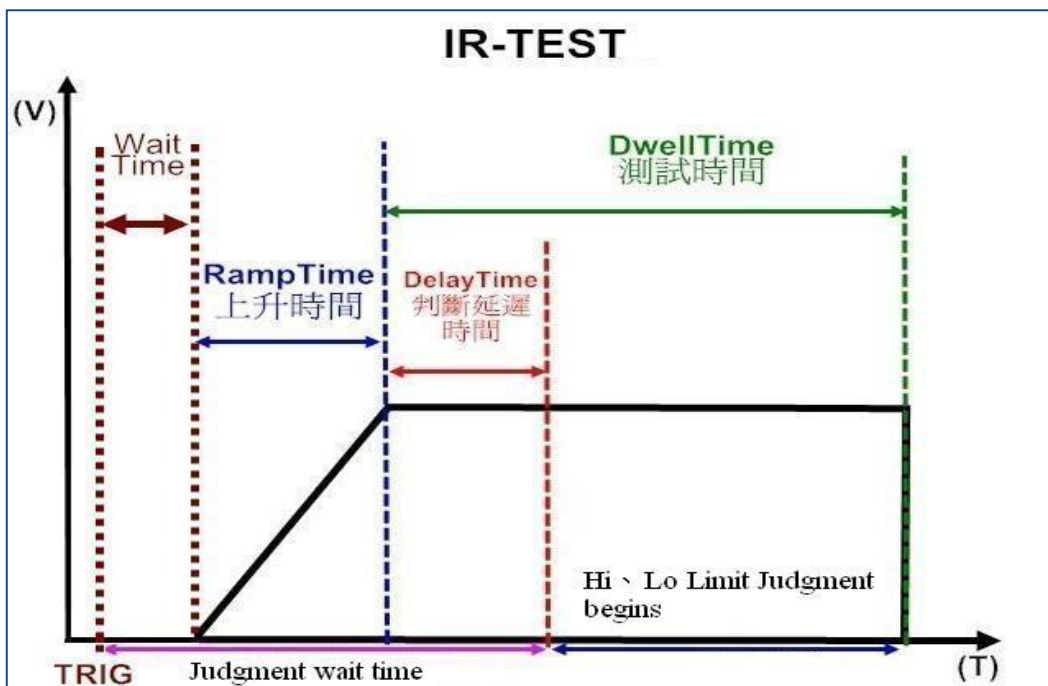 IR-TEST
(V)
Wait
Time
DwellTime
測試時間
RampTime
上升時間
DelayTime
判斷延遲
時間
Hi、Lo Limit Judgment
begins
TRIG
Judgment wait time
(T)